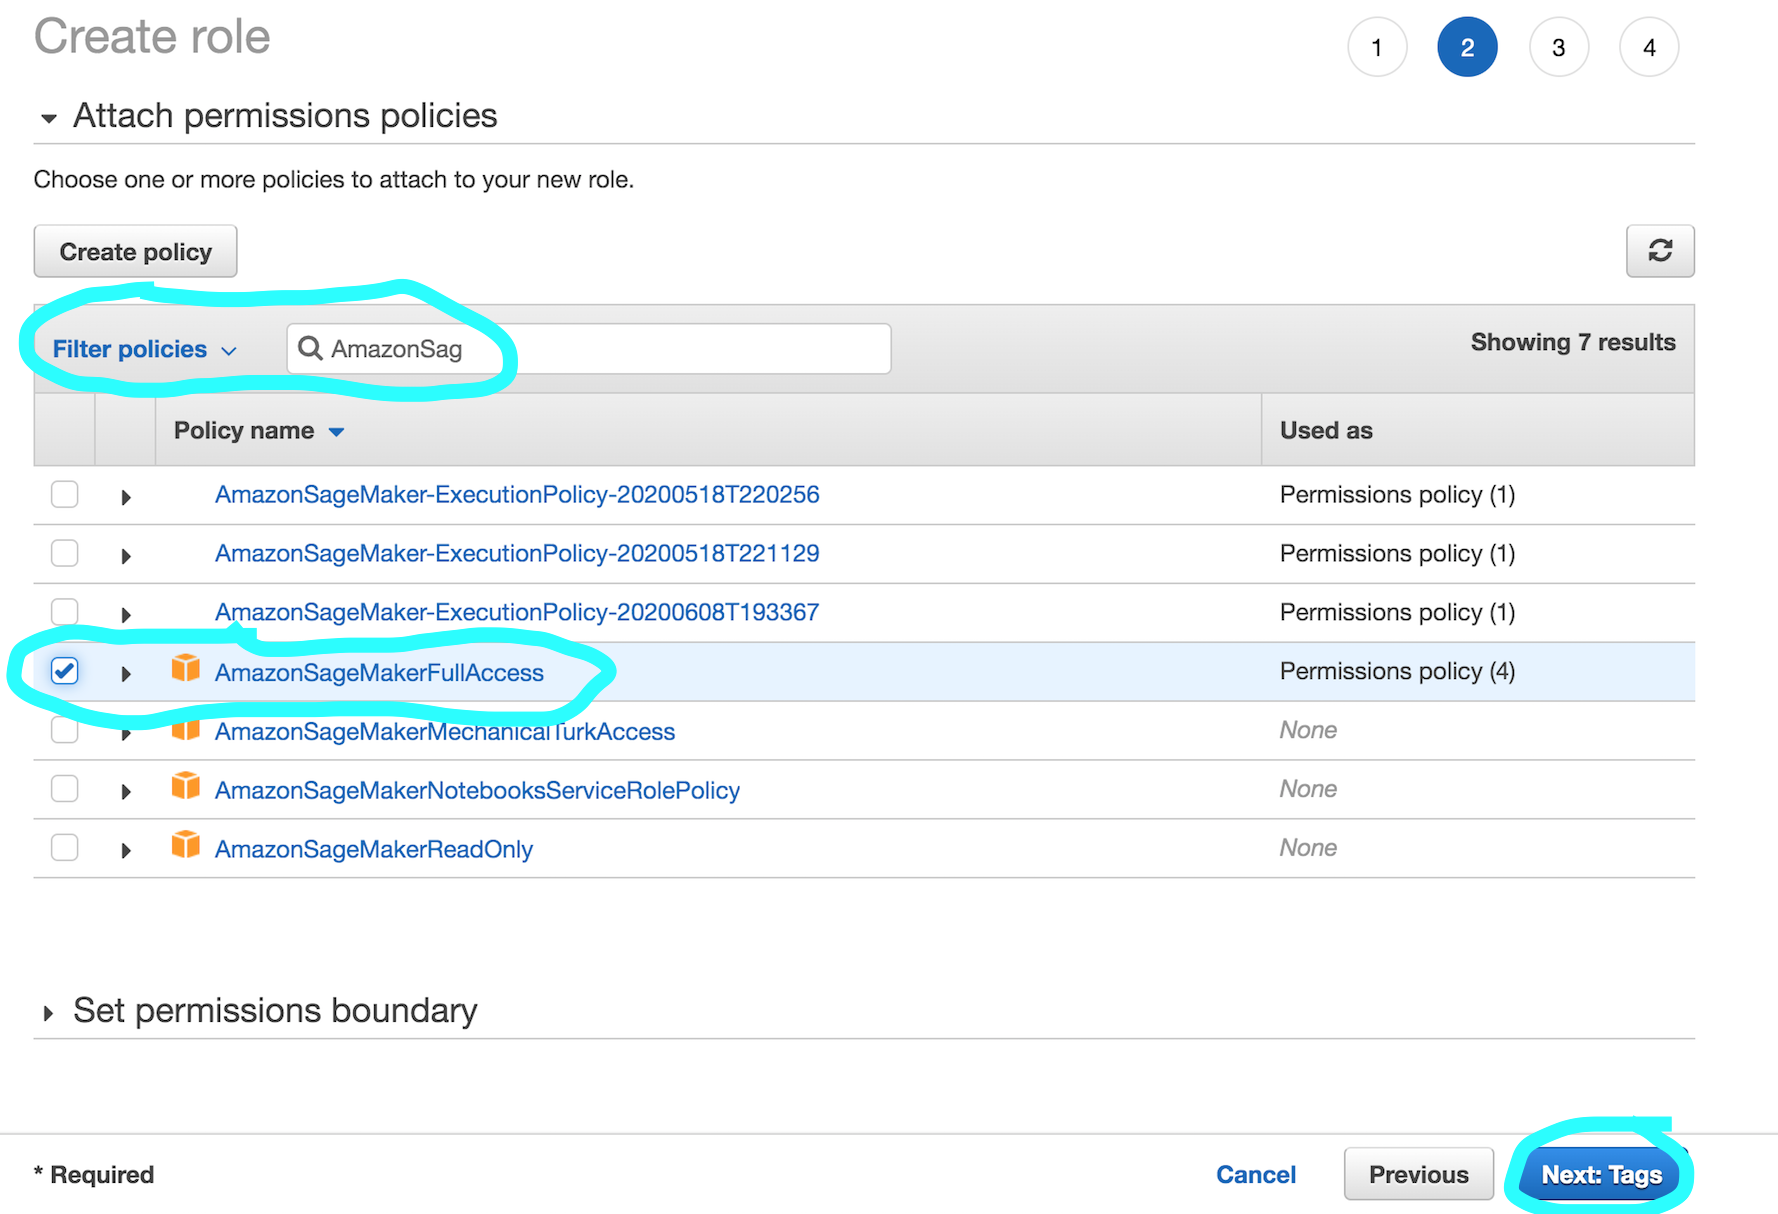 Create role
1 2 3 4
Attach permissions policies
Choose one or more policies to attach to your new role.
Create policy
Filter policies AmazonSag Showing 7 results
Policy name Used as
AmazonSageMaker-ExecutionPolicy-20200518T220256 Permissions policy (1)
AmazonSageMaker-ExecutionPolicy-20200518T221129 Permissions policy (1)
AmazonSageMaker-ExecutionPolicy-20200608T193367 Permissions policy (1)
AmazonSageMakerFullAccess Permissions policy (4)
AmazonSageMakerMechanicalTurkAccess None
AmazonSageMakerNotebooksServiceRolePolicy None
AmazonSageMakerReadOnly None
Set permissions boundary
* Required Cancel Previous Next: Tags